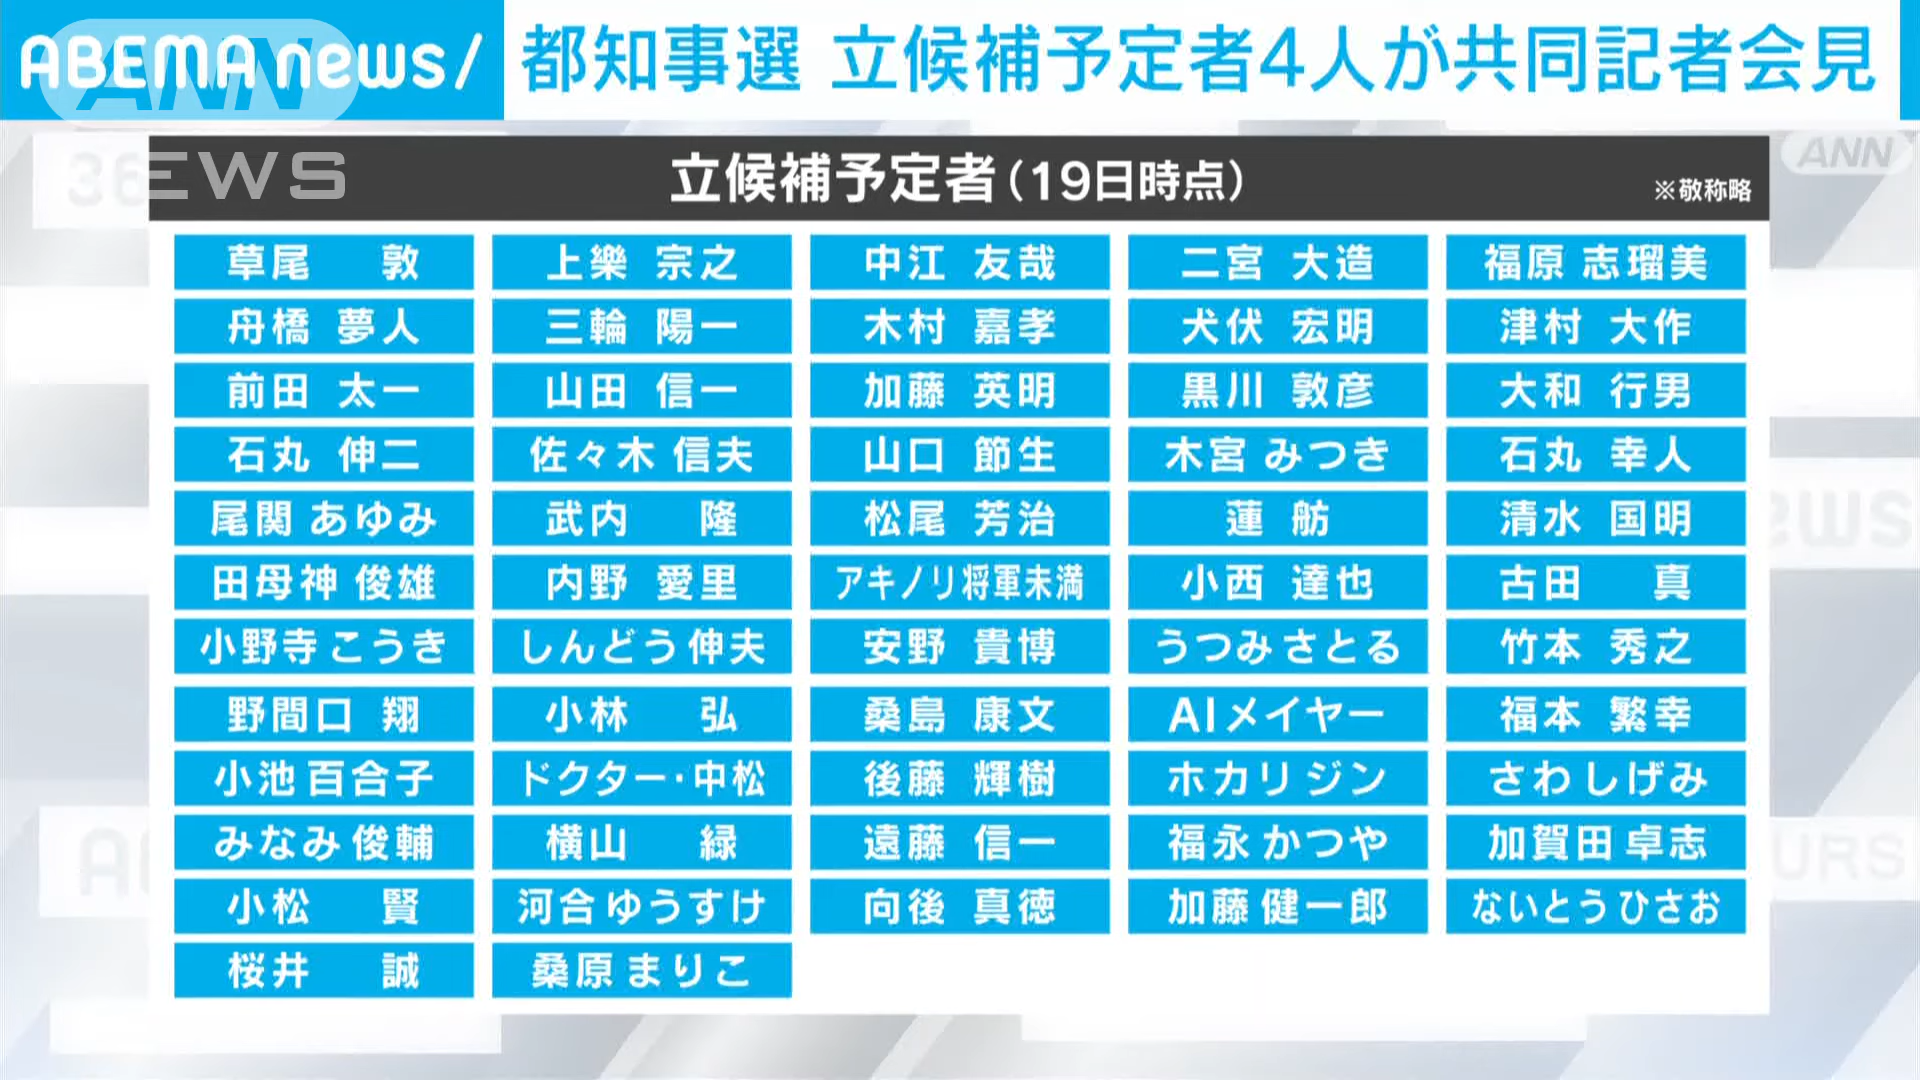 ABEMA news/
ANN NEWS
都知事選 立候補予定者4人が共同記者会見
ANN
立候補予定者(19日時点)
※敬称略
草尾 敦 上樂 宗之 中江 友哉 二宮 大造 福原 志瑠美
舟橋 夢人 三輪 陽一 木村 嘉孝 犬伏 宏明 津村 大作
前田 太一 山田 信一 加藤 英明 黒川 敦彦 大和 行男
石丸 伸二 佐々木 信夫 山口 節生 木宮 みつき 石丸 幸人
尾関 あゆみ 武内 隆 松尾 芳治 蓮 舫 清水 国明
田母神 俊雄 内野 愛里 アキノリ将軍未満 小西 達也 古田 真
小野寺 こうき しんどう 伸夫 安野 貴博 うつみ さとる 竹本 秀之
野間口 翔 小林 弘 桑島 康文 AIメイヤー 福本 繁幸
小池 百合子 ドクター・中松 後藤 輝樹 ホカリ ジン さわ しげみ
みなみ 俊輔 横山 緑 遠藤 信一 福永 かつや 加賀田 卓志
小松 賢 河合 ゆうすけ 向後 真徳 加藤 健一郎 ないとう ひさお
桜井 誠 桑原 まりこ